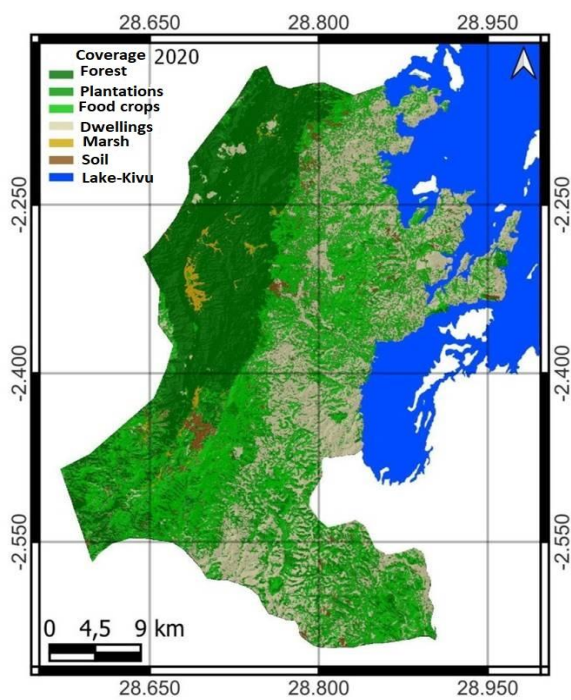 28.650 28.800 28.950
Coverage 2020
Forest
Plantations
Food crops
Dwellings
Marsh
Soil
Lake-Kivu
-2.250 -2.250
-2.400 -2.400
-2.550 -2.550
0 4,5 9 km
28.650 28.800 28.950